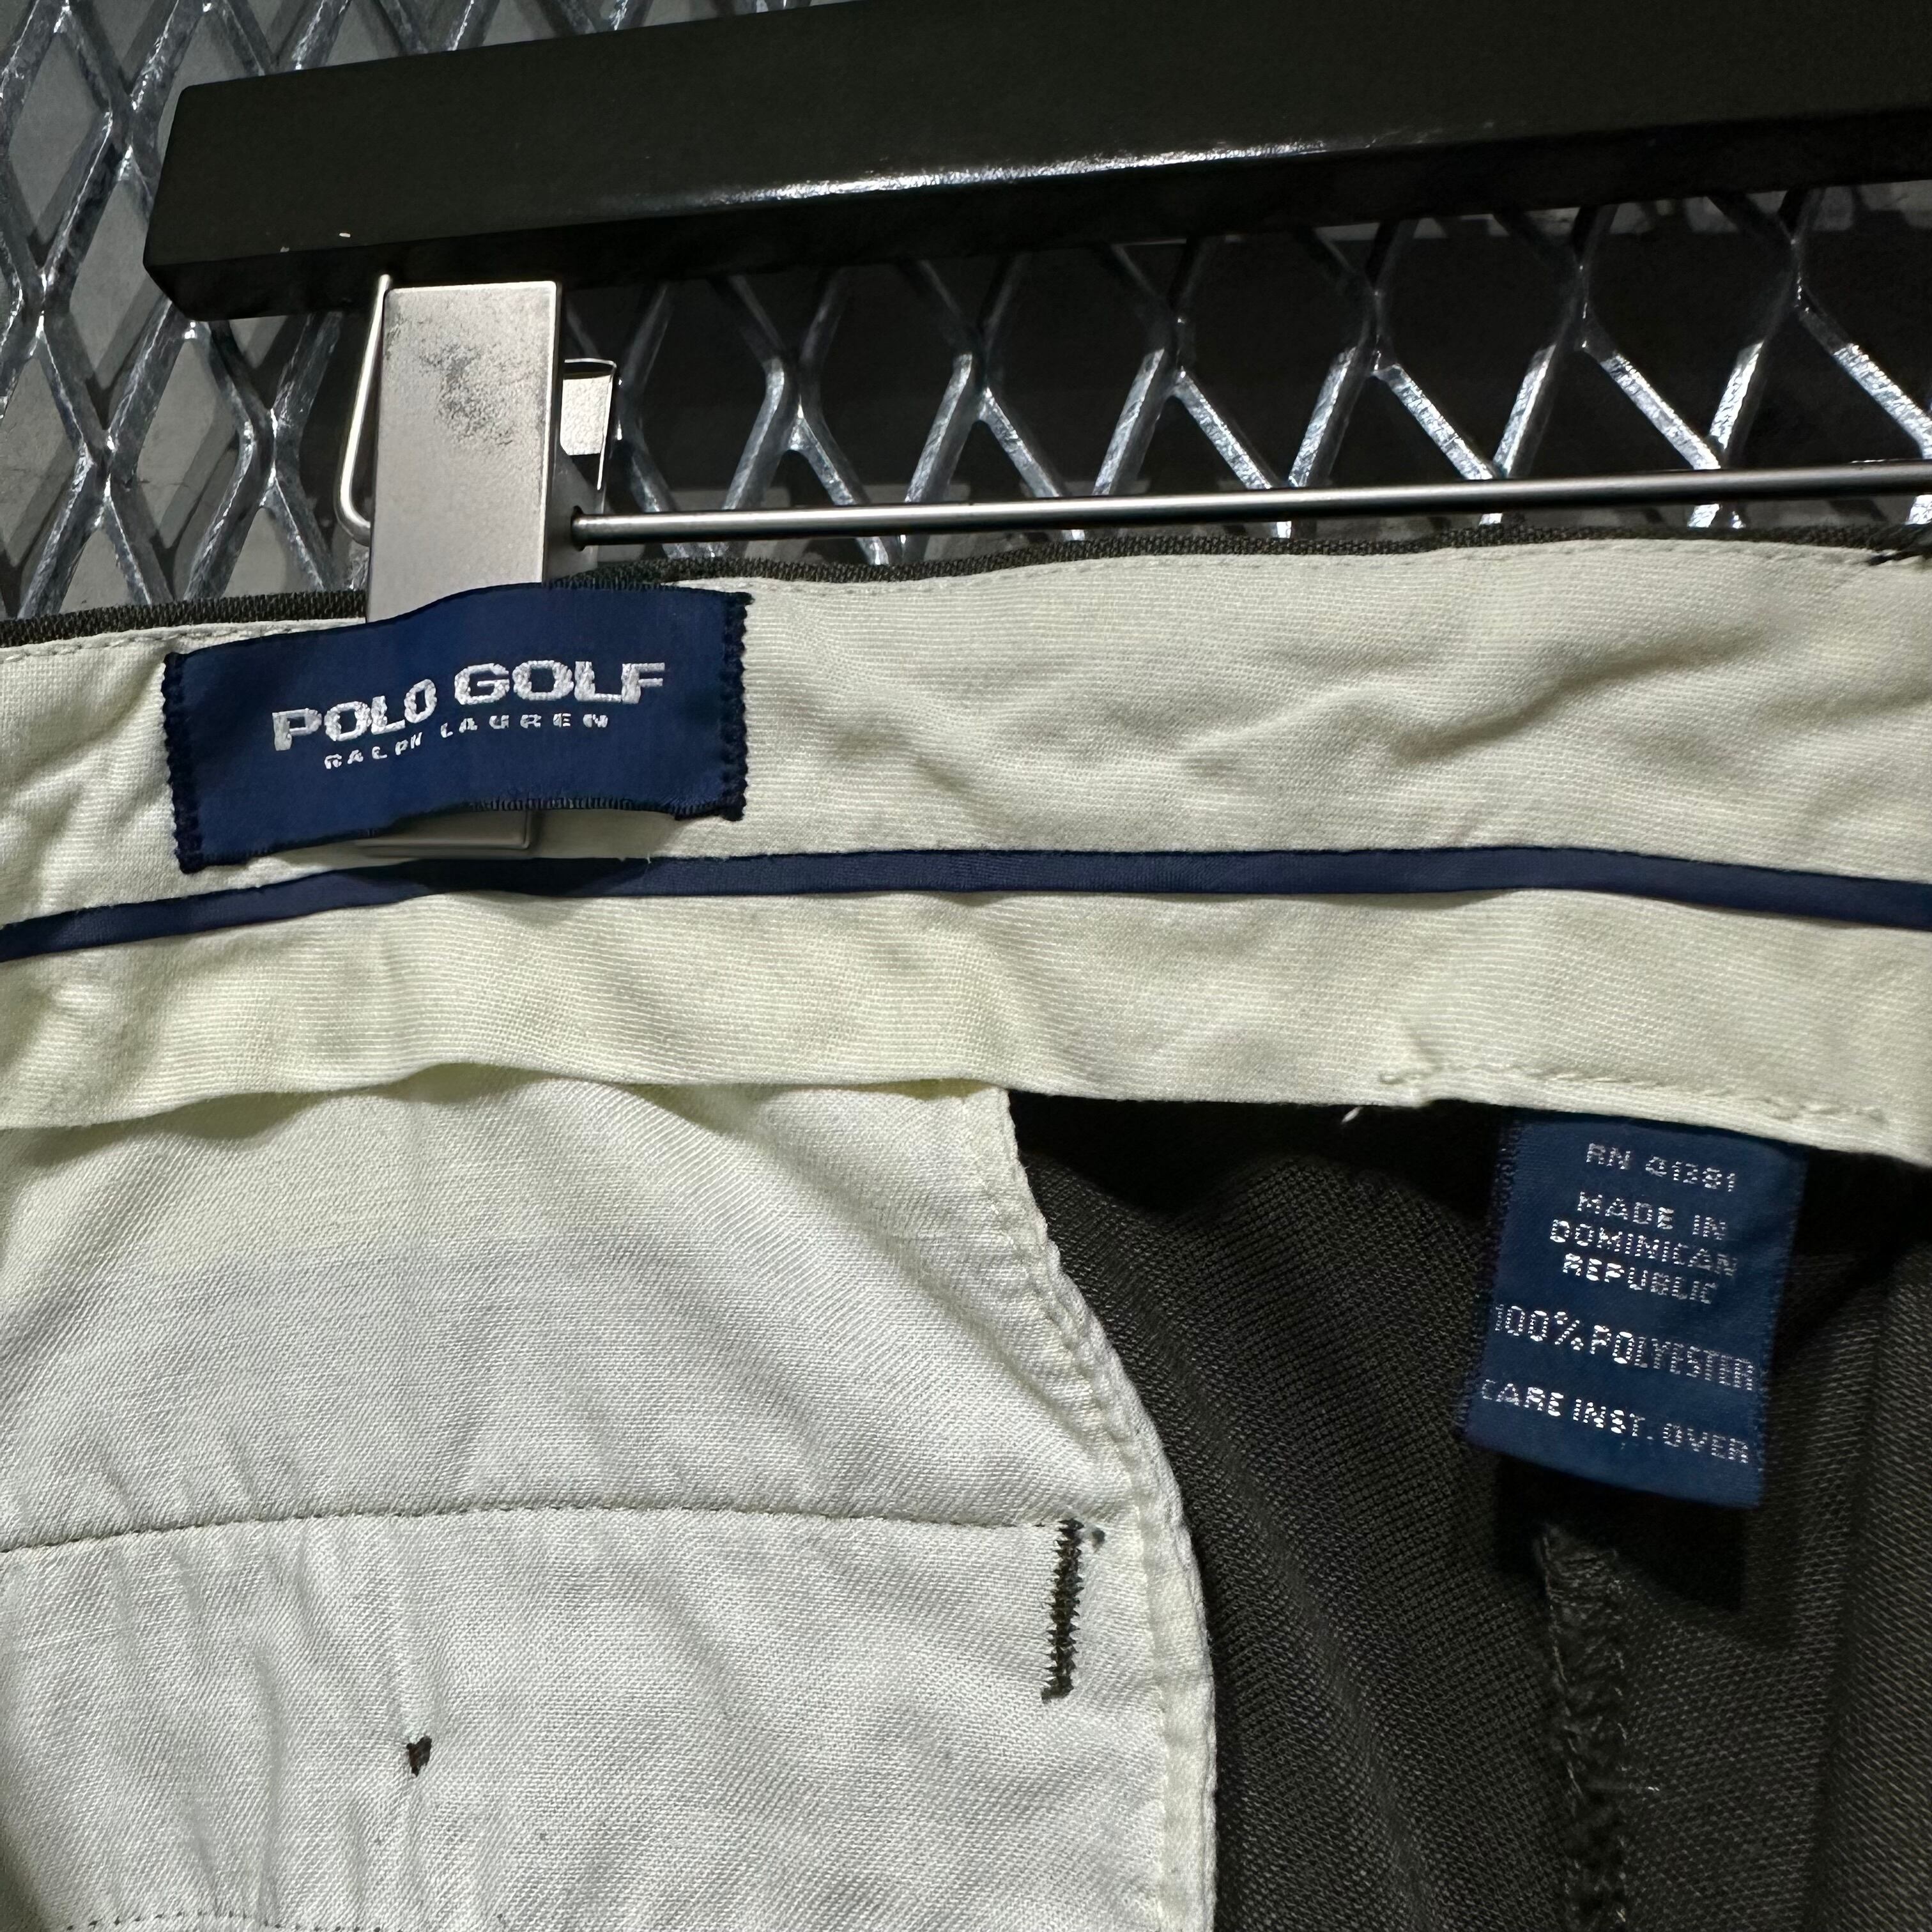 POLO GOLF
RALPH LAUREN
RN 41381
MADE IN
DOMINICAN
REPUBLIC
100% POLYESTER
CARE INST. OVER